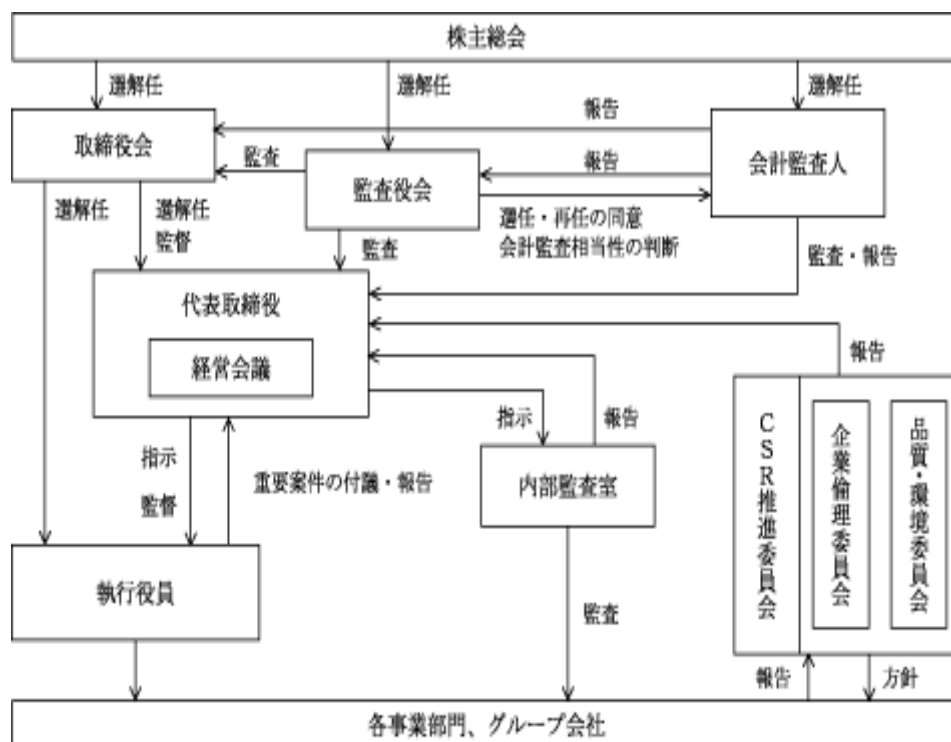 株主総会
選解任
選解任
選解任
報告
取締役会
監査
報告
会計監査人
監査役会
選解任
選解任
監督
監査
選任・再任の同意
会計監査相当性の判断
監査・報告
代表取締役
経営会議
報告
指示
報告
指示
監督
重要案件の付議・報告
内部監査室
CSR推進委員会
企業倫理委員会
品質・環境委員会
執行役員
監査
報告
方針
各事業部門、グループ会社